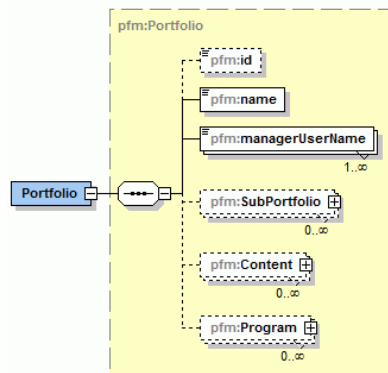 pfm:Portfolio
pfm:id
pfm:name
pfm:managerUserName
1..∞
Portfolio
pfm:SubPortfolio
0..∞
pfm:Content
0..∞
pfm:Program
0..∞